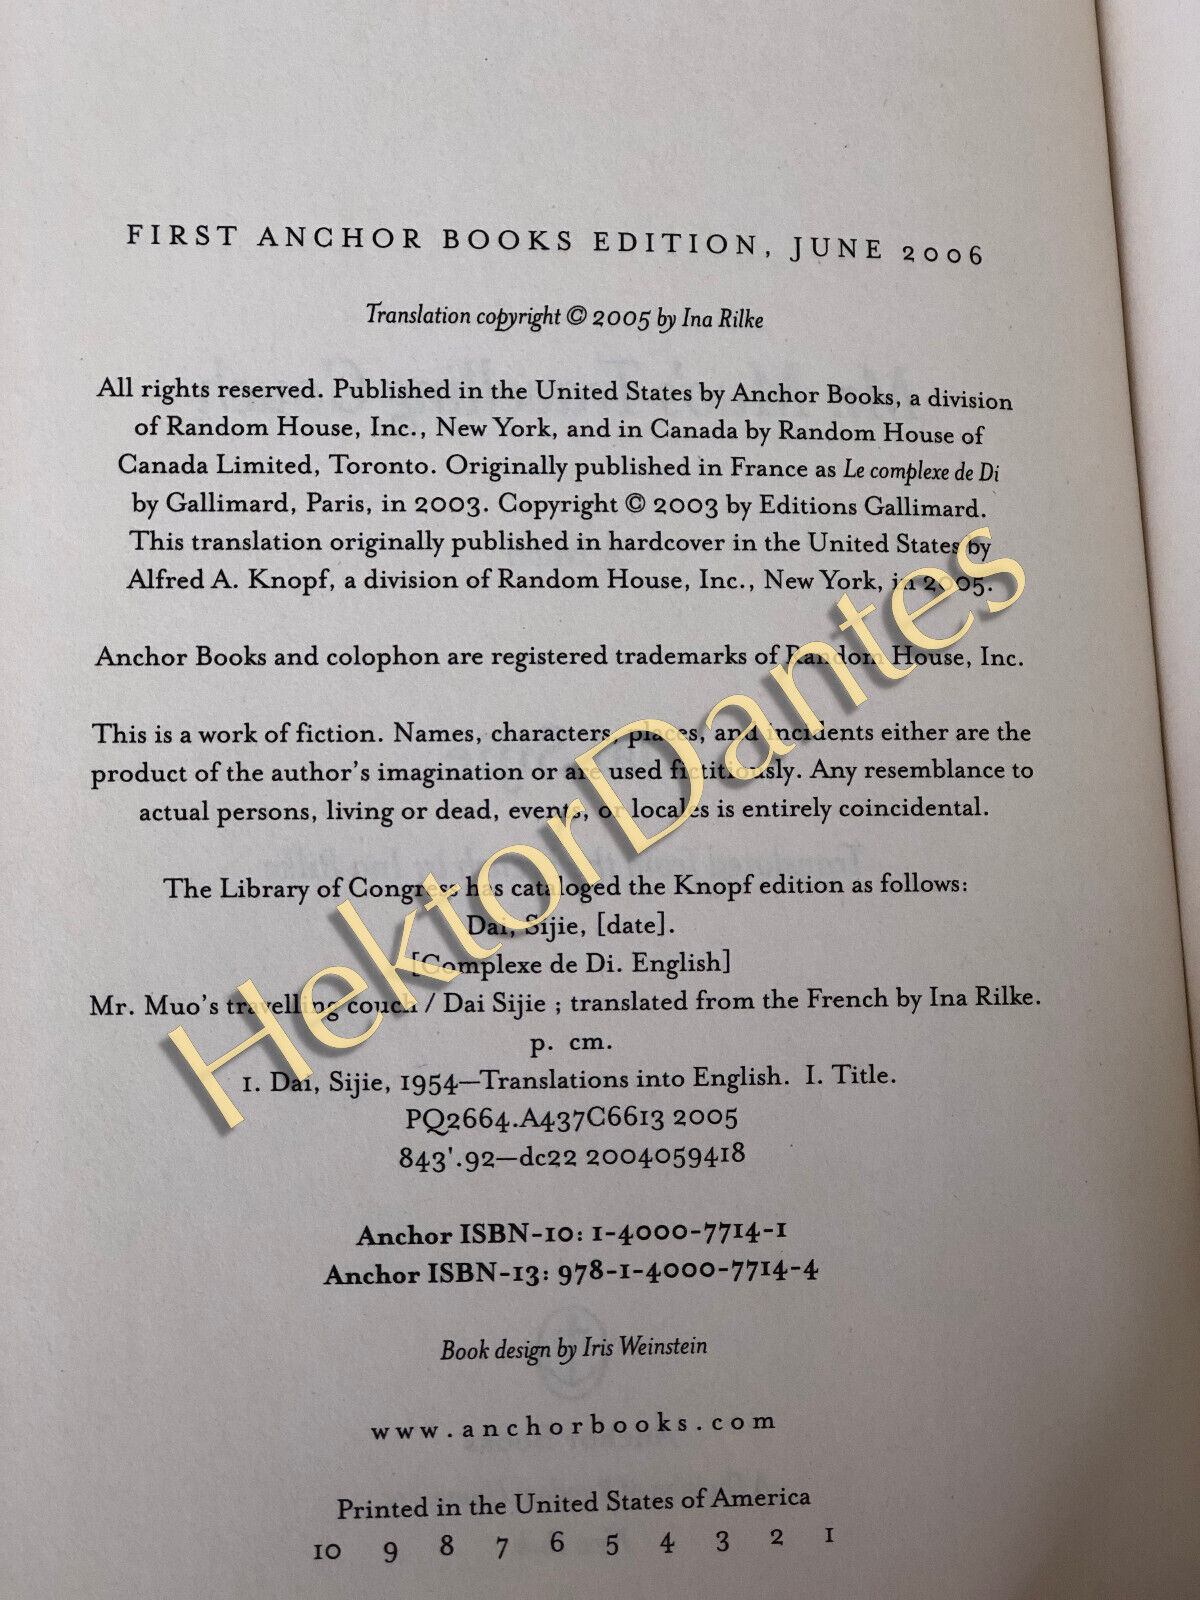 FIRST ANCHOR BOOKS EDITION, JUNE 2006
Translation copyright © 2005 by Ina Rilke
All rights reserved. Published in the United States by Anchor Books, a division
of Random House, Inc., New York, and in Canada by Random House of
Canada Limited, Toronto. Originally published in France as Le complexe de Di
by Gallimard, Paris, in 2003. Copyright © 2003 by Editions Gallimard.
This translation originally published in hardcover in the United States by
Alfred A. Knopf, a division of Random House, Inc., New York, in 2005.
Anchor Books and colophon are registered trademarks of Random House, Inc.
This is a work of fiction. Names, characters, places, and incidents either are the
product of the author's imagination or are used fictitiously. Any resemblance to
actual persons, living or dead, events, or locales is entirely coincidental.
The Library of Congress has cataloged the Knopf edition as follows:
Dai, Sijie, [date].
[Complexe de Di. English]
Mr. Muo's travelling couch / Dai Sijie ; translated from the French by Ina Rilke.
p. cm.
1. Dai, Sijie, 1954—Translations into English. I. Title.
PQ2664.A437C6613 2005
843'.92—dc22 2004059418
Anchor ISBN-10: 1-4000-7714-1
Anchor ISBN-13: 978-1-4000-7714-4
Book design by Iris Weinstein
www.anchorbooks.com
Printed in the United States of America
10 9 8 7 6 5 4 3 2 1
HektorDantes